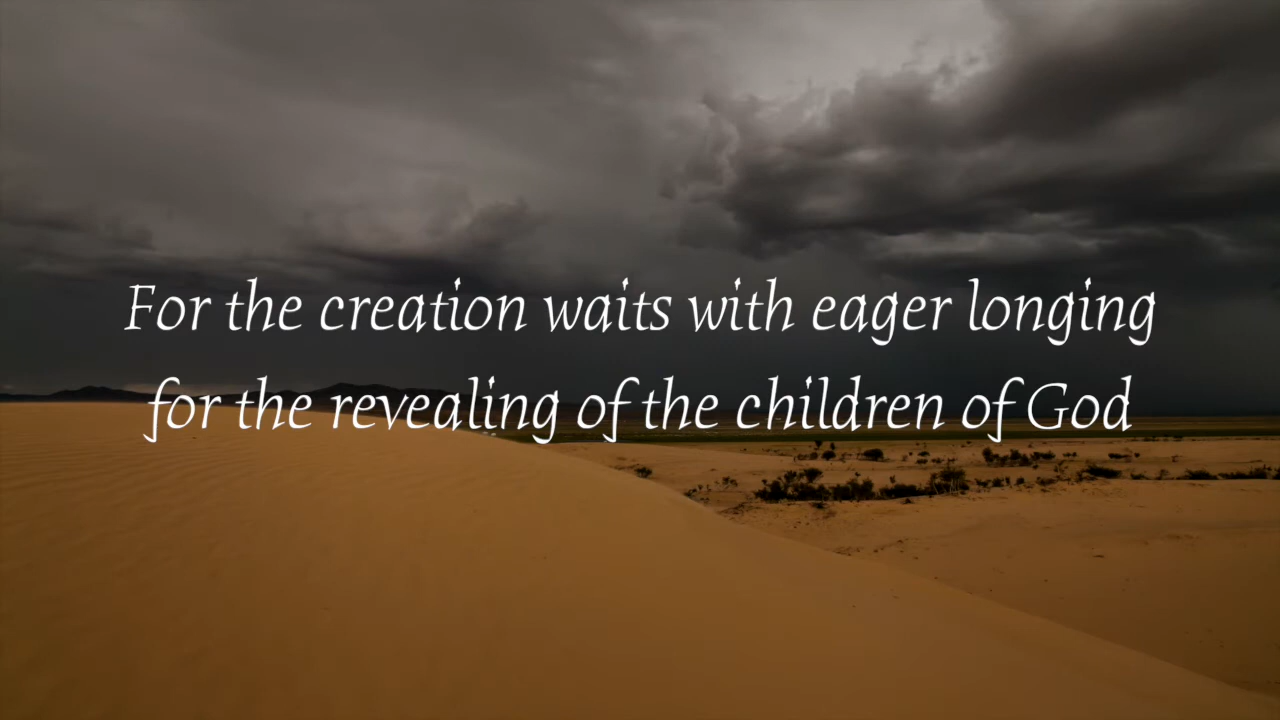 For the creation waits with eager longing
for the revealing of the children of God